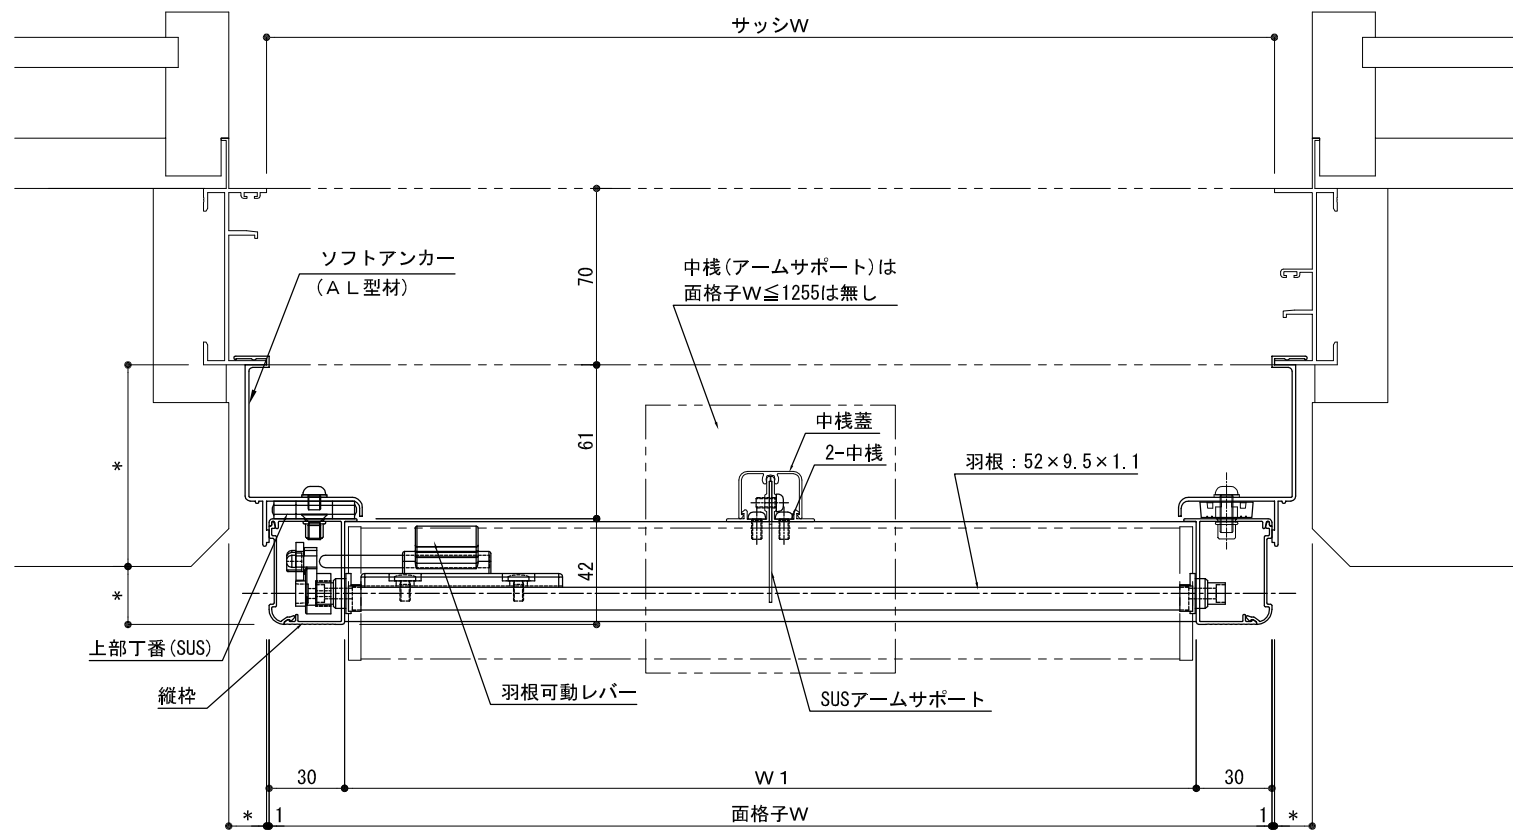 サッシW
ソフトアンカー
(AL型材)
70
中桟(アームサポート)は
面格子W≦1255は無し
*
61
中桟蓋
2-中桟
羽根：52×9.5×1.1
*
42
上部丁番(SUS)
縦枠
羽根可動レバー
SUSアームサポート
30
W1
30
* 1
面格子W
1 *